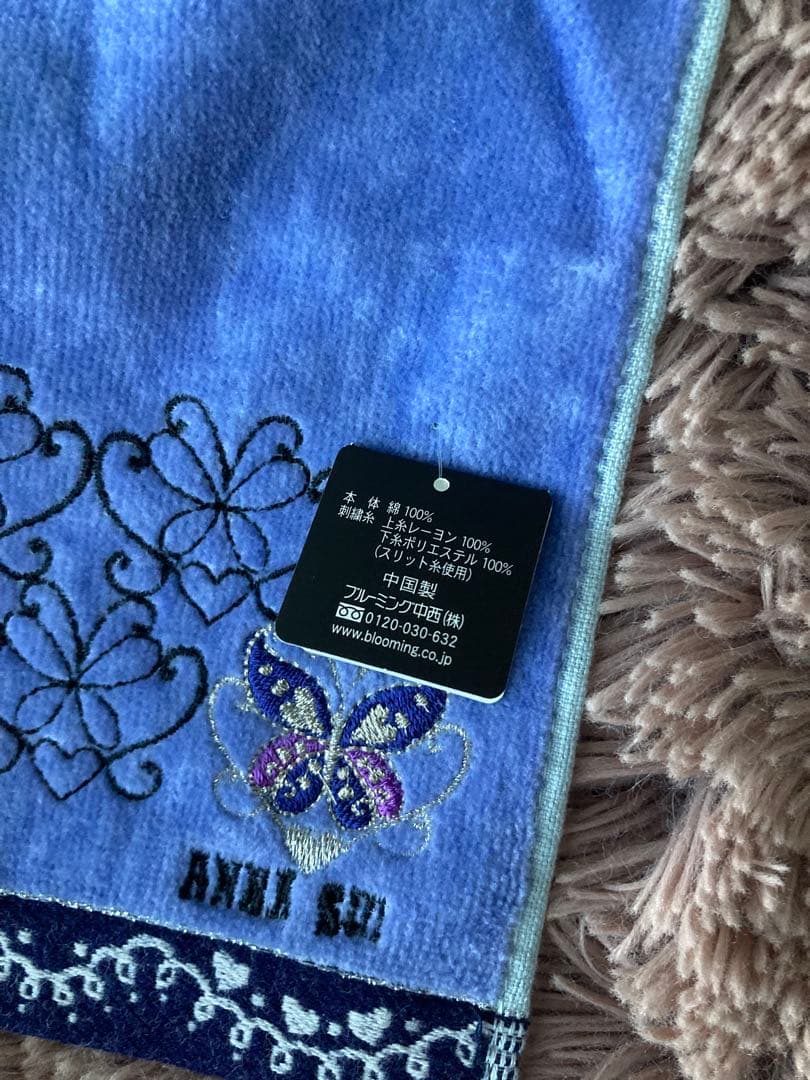 本体 綿 100%
刺繍糸 上糸レーヨン 100%
下糸ポリエステル 100%
(スリット糸使用)
中国製
ブルーミング中西(株)
0120-030-632
www.blooming.co.jp
ANNA SUI